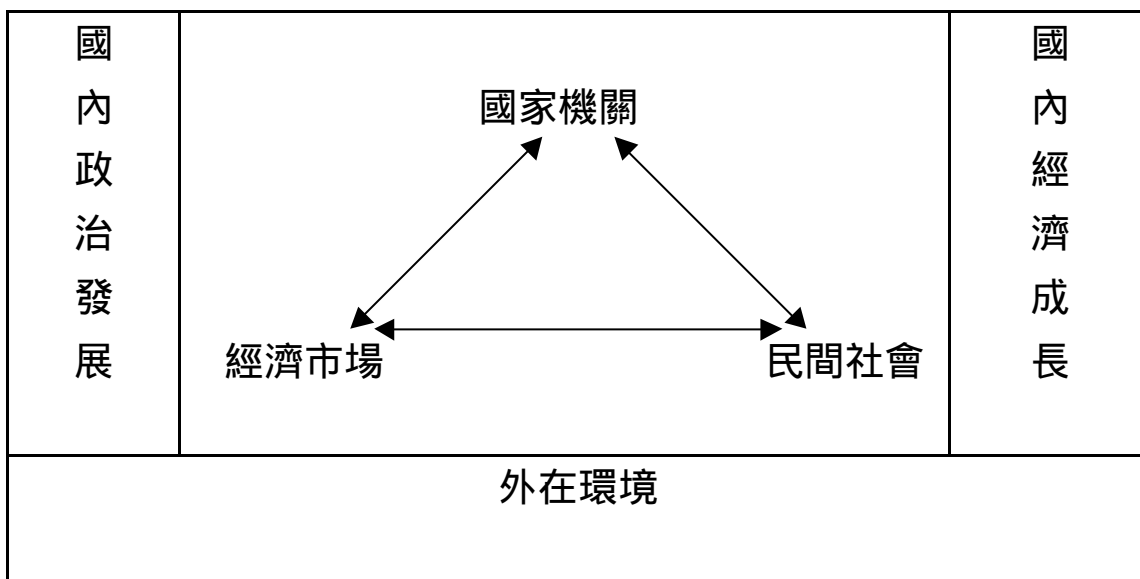 國內政治發展
國家機關
經濟市場
民間社會
國內經濟成長
外在環境